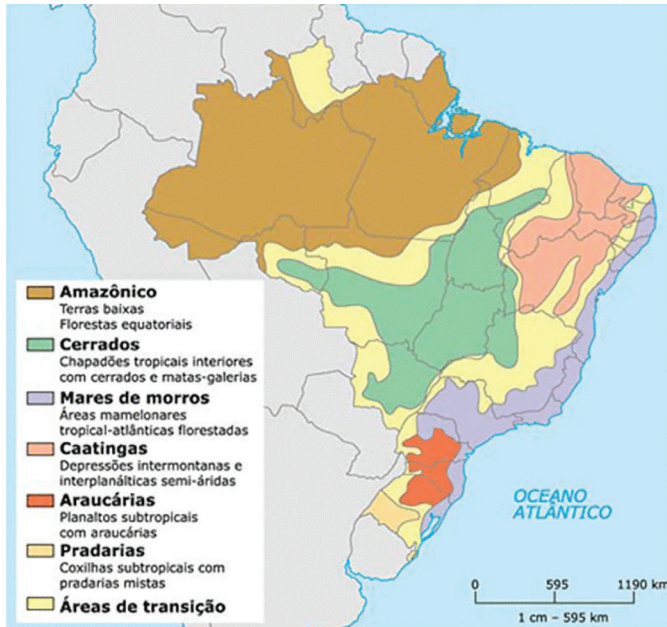 Amazônico
Terras baixas
Florestas equatoriais
Cerrados
Chapadões tropicais interiores
com cerrados e matas-galerias
Mares de morros
Áreas mamelonares
tropical-atlânticas florestadas
Caatingas
Depressões intermontanas e
interplanálticas semi-áridas
Araucárias
Planaltos subtropicais
com araucárias
Pradarias
Coxilhas subtropicais com
pradarias mistas
Áreas de transição
OCEANO
ATLÂNTICO
0 595 1190 km
1 cm – 595 km